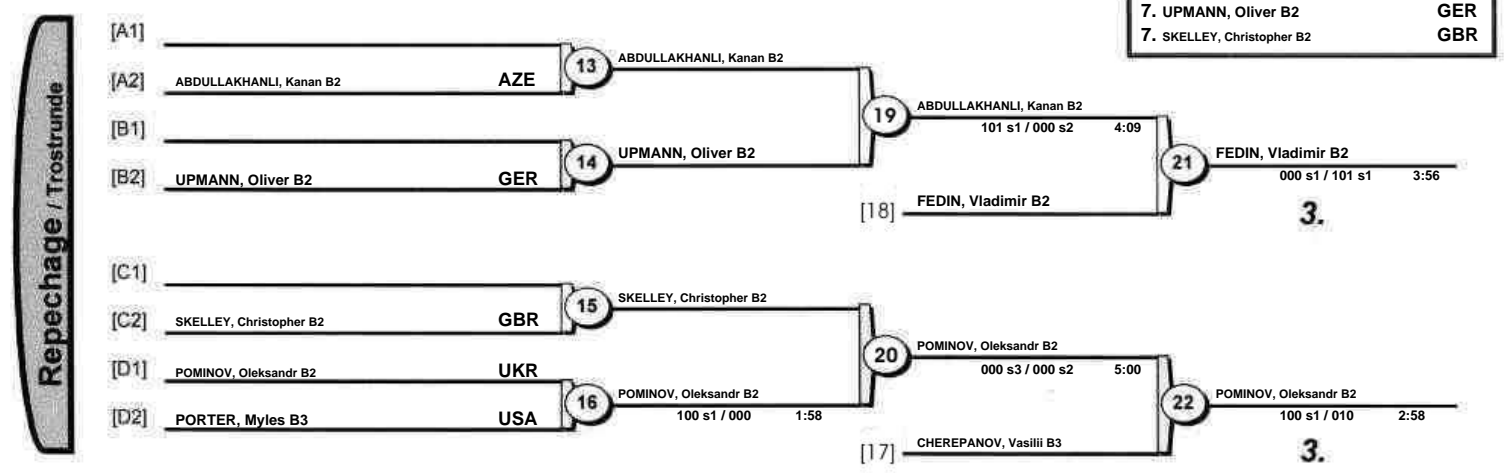 7. UPMANN, Oliver B2 GER
7. SKELLEY, Christopher B2 GBR
Repechage / Trostrunde
[A1]
[A2] ABDULLAKHANLI, Kanan B2 AZE
13
ABDULLAKHANLI, Kanan B2
[B1]
[B2] UPMANN, Oliver B2 GER
14
UPMANN, Oliver B2
19
ABDULLAKHANLI, Kanan B2
101 s1 / 000 s2 4:09
[18] FEDIN, Vladimir B2
21
FEDIN, Vladimir B2
000 s1 / 101 s1 3:56
3.
[C1]
[C2] SKELLEY, Christopher B2 GBR
15
SKELLEY, Christopher B2
[D1] POMINOV, Oleksandr B2 UKR
[D2] PORTER, Myles B3 USA
16
POMINOV, Oleksandr B2
100 s1 / 000 1:58
20
POMINOV, Oleksandr B2
000 s3 / 000 s2 5:00
[17] CHEREPANOV, Vasilii B3
22
POMINOV, Oleksandr B2
100 s1 / 010 2:58
3.